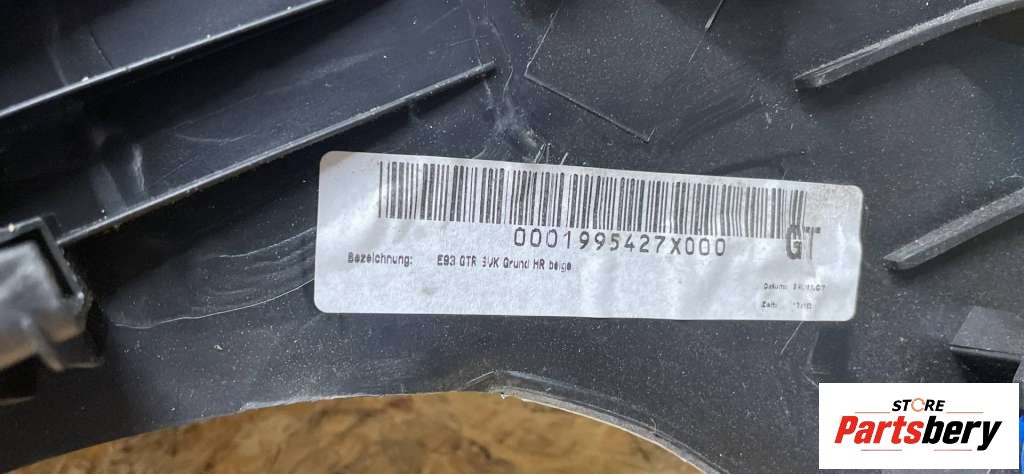 0001995427X000
GT
Bezeichnung: E93 GTR SVK Grund HR beige
Datum:
Zeit:
STORE
Partsbery